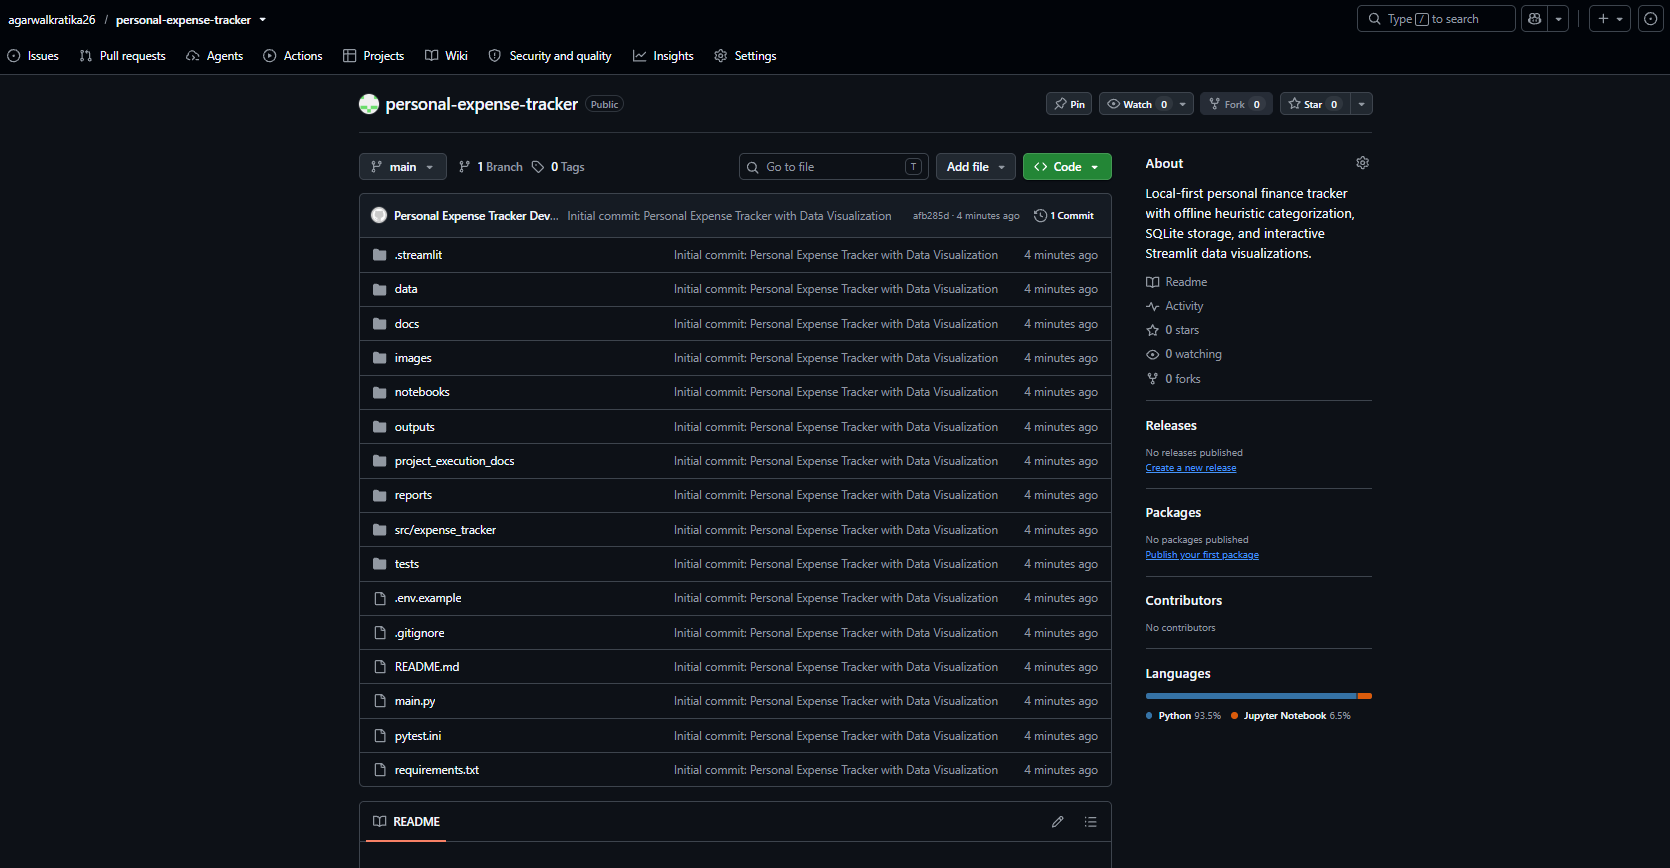 agarwalkratika26 / personal-expense-tracker
Type / to search
Issues Pull requests Agents Actions Projects Wiki Security and quality Insights Settings
personal-expense-tracker Public
Pin Watch 0 Fork 0 Star 0
main 1 Branch 0 Tags Go to file T Add file Code
Personal Expense Tracker Dev... Initial commit: Personal Expense Tracker with Data Visualization afb285d · 4 minutes ago 1 Commit
.streamlit Initial commit: Personal Expense Tracker with Data Visualization 4 minutes ago
data Initial commit: Personal Expense Tracker with Data Visualization 4 minutes ago
docs Initial commit: Personal Expense Tracker with Data Visualization 4 minutes ago
images Initial commit: Personal Expense Tracker with Data Visualization 4 minutes ago
notebooks Initial commit: Personal Expense Tracker with Data Visualization 4 minutes ago
outputs Initial commit: Personal Expense Tracker with Data Visualization 4 minutes ago
project_execution_docs Initial commit: Personal Expense Tracker with Data Visualization 4 minutes ago
reports Initial commit: Personal Expense Tracker with Data Visualization 4 minutes ago
src/expense_tracker Initial commit: Personal Expense Tracker with Data Visualization 4 minutes ago
tests Initial commit: Personal Expense Tracker with Data Visualization 4 minutes ago
.env.example Initial commit: Personal Expense Tracker with Data Visualization 4 minutes ago
.gitignore Initial commit: Personal Expense Tracker with Data Visualization 4 minutes ago
README.md Initial commit: Personal Expense Tracker with Data Visualization 4 minutes ago
main.py Initial commit: Personal Expense Tracker with Data Visualization 4 minutes ago
pytest.ini Initial commit: Personal Expense Tracker with Data Visualization 4 minutes ago
requirements.txt Initial commit: Personal Expense Tracker with Data Visualization 4 minutes ago
README
About
Local-first personal finance tracker
with offline heuristic categorization,
SQLite storage, and interactive
Streamlit data visualizations.
Readme
Activity
0 stars
0 watching
0 forks
Releases
No releases published
Create a new release
Packages
No packages published
Publish your first package
Contributors
No contributors
Languages
Python 93.5% Jupyter Notebook 6.5%